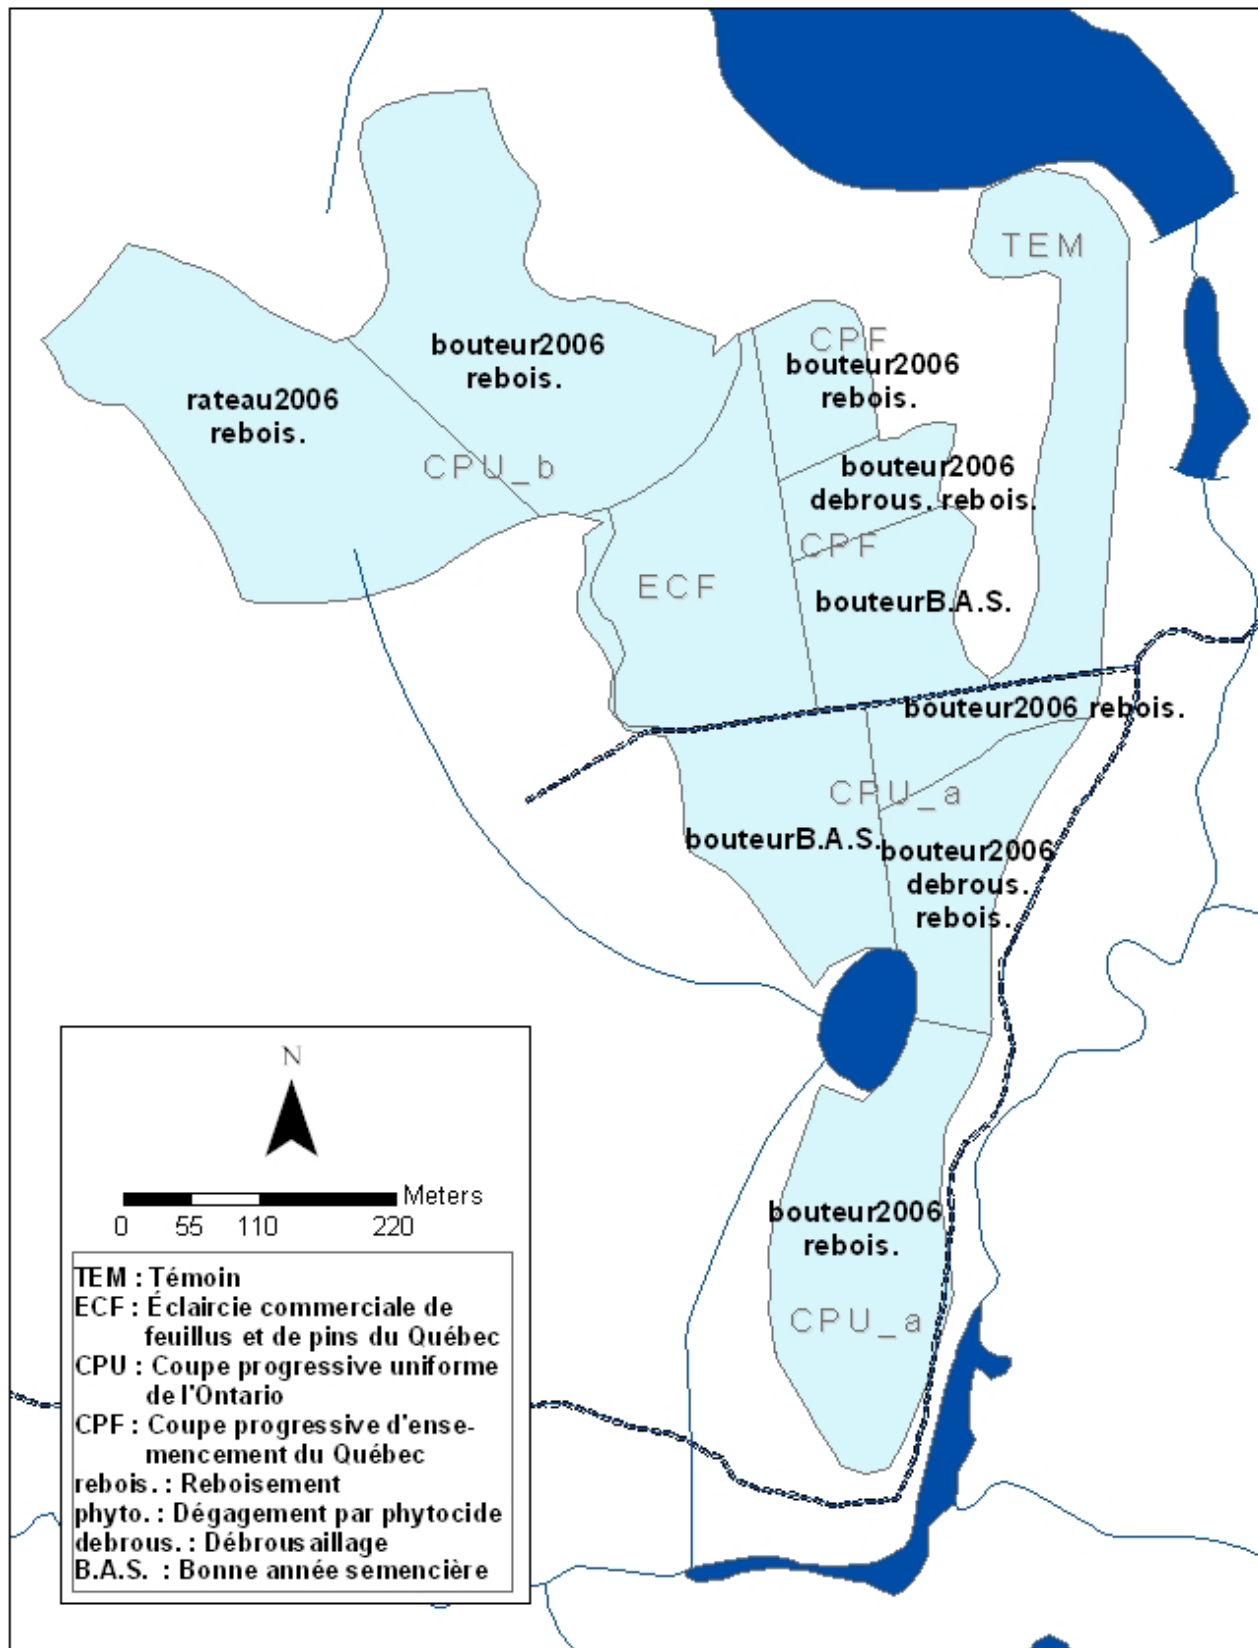 TEM
CPF
bouteur2006
rebois.
bouteur2006
rebois.
rateau2006
rebois.
CPU_b
bouteur2006
debrous. rebois.
CPF
ECF
bouteurB.A.S.
bouteur2006 rebois.
CPU_a
bouteurB.A.S.
bouteur2006
debrous.
rebois.
bouteur2006
rebois.
CPU_a
N
Meters
0 55 110 220
TEM : Témoin
ECF : Éclaircie commerciale de
feuillus et de pins du Québec
CPU : Coupe progressive uniforme
de l'Ontario
CPF : Coupe progressive d'ense-
mencement du Québec
rebois. : Reboisement
phyto. : Dégagement par phytocide
debrous. : Débrousaillage
B.A.S. : Bonne année semencière